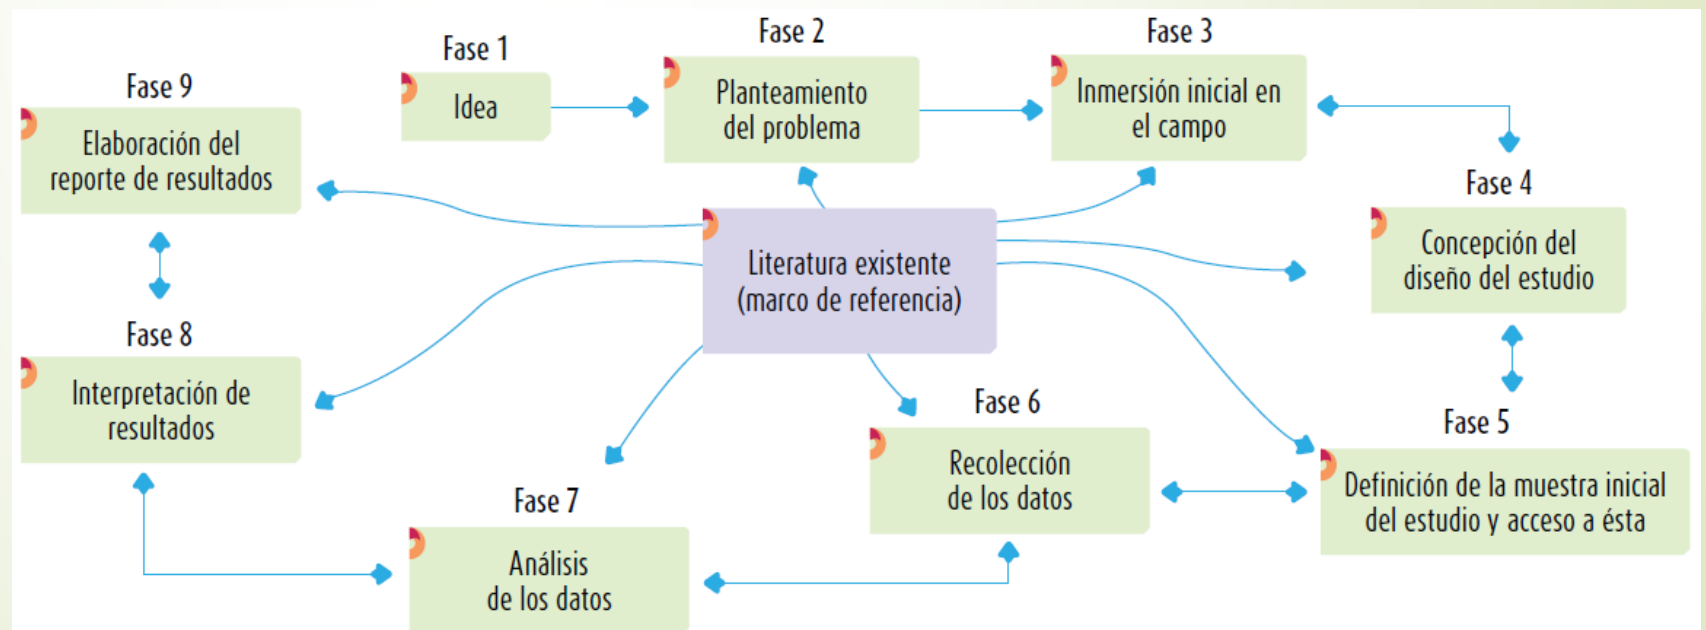 Fase 1
Idea
Fase 2
Planteamiento
del problema
Fase 3
Inmersión inicial en
el campo
Fase 4
Concepción del
diseño del estudio
Fase 5
Definición de la muestra inicial
del estudio y acceso a ésta
Fase 6
Recolección
de los datos
Fase 7
Análisis
de los datos
Fase 8
Interpretación de
resultados
Fase 9
Elaboración del
reporte de resultados
Literatura existente
(marco de referencia)